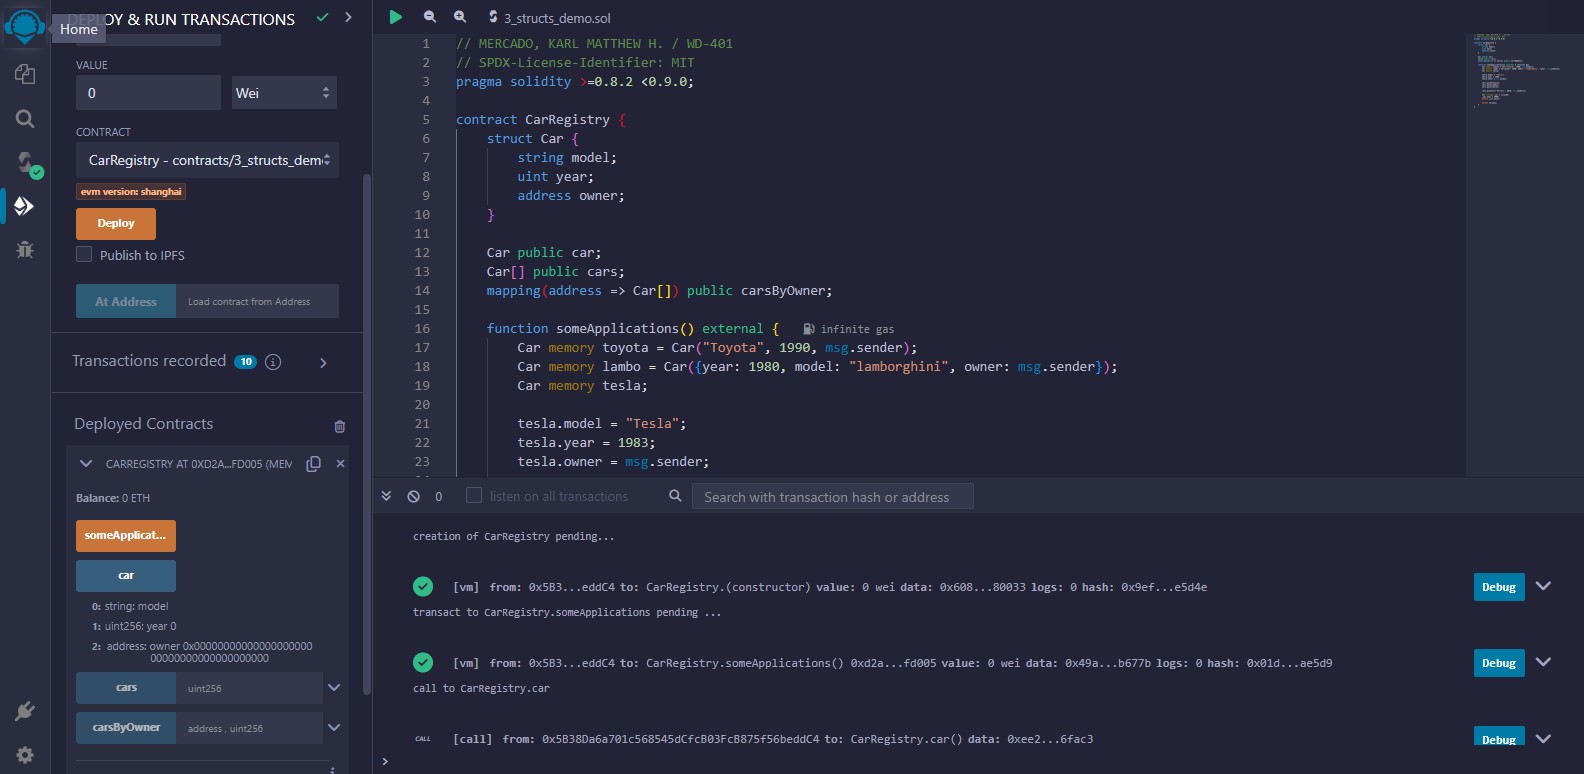 DEPLOY & RUN TRANSACTIONS
Home
VALUE
0
Wei
CONTRACT
CarRegistry - contracts/3_structs_dem
evm version: shanghai
Deploy
Publish to IPFS
At Address
Load contract from Address
Transactions recorded 10 i
Deployed Contracts
CARREGISTRY AT 0XD2A...FD005 (MEM
Balance: 0 ETH
someApplicat...
car
0: string: model
1: uint256: year 0
2: address: owner 0x00000000000000000000
00000000000000000000
cars uint256
carsByOwner address , uint256
3_structs_demo.sol
1 // MERCADO, KARL MATTHEW H. / WD-401
2 // SPDX-License-Identifier: MIT
3 pragma solidity >=0.8.2 <0.9.0;
4
5 contract CarRegistry {
6 struct Car {
7 string model;
8 uint year;
9 address owner;
10 }
11
12 Car public car;
13 Car[] public cars;
14 mapping(address => Car[]) public carsByOwner;
15
16 function someApplications() external { infinite gas
17 Car memory toyota = Car("Toyota", 1990, msg.sender);
18 Car memory lambo = Car({year: 1980, model: "lamborghini", owner: msg.sender});
19 Car memory tesla;
20
21 tesla.model = "Tesla";
22 tesla.year = 1983;
23 tesla.owner = msg.sender;
0 listen on all transactions Search with transaction hash or address
creation of CarRegistry pending...
[vm] from: 0x5B3...eddC4 to: CarRegistry.(constructor) value: 0 wei data: 0x608...80033 logs: 0 hash: 0x9ef...e5d4e Debug
transact to CarRegistry.someApplications pending ...
[vm] from: 0x5B3...eddC4 to: CarRegistry.someApplications() 0xd2a...fd005 value: 0 wei data: 0x49a...b677b logs: 0 hash: 0x01d...ae5d9 Debug
call to CarRegistry.car
CALL [call] from: 0x5B38Da6a701c568545dCfcB03FcB875f56beddC4 to: CarRegistry.car() data: 0xee2...6fac3 Debug
>